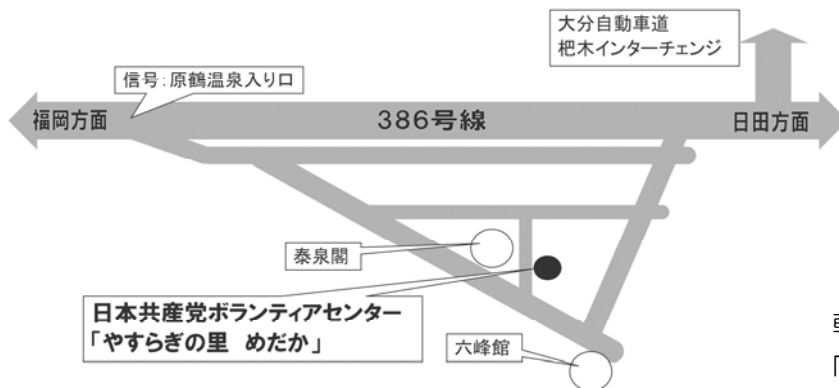 大分自動車道
杷木インターチェンジ
信号:原鶴温泉入り口
福岡方面
386号線
日田方面
泰泉閣
日本共産党ボランティアセンター
「やすらぎの里 めだか」
六峰館